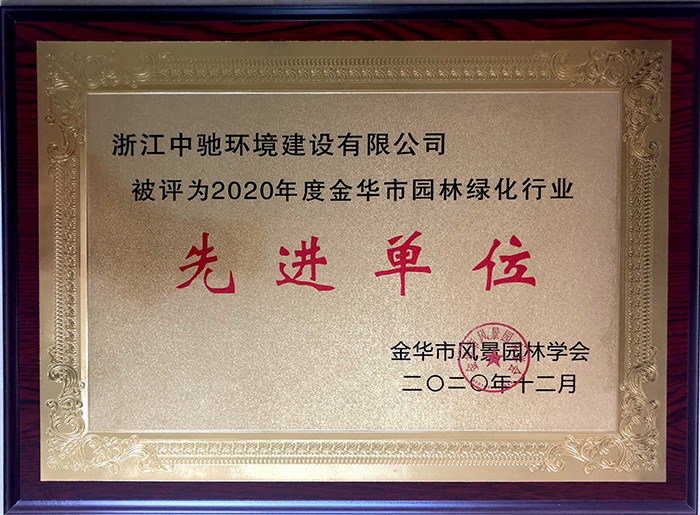 浙江中驰环境建设有限公司
被评为2020年度金华市园林绿化行业
先进单位
金华市风景园林学会
二〇二〇年十二月